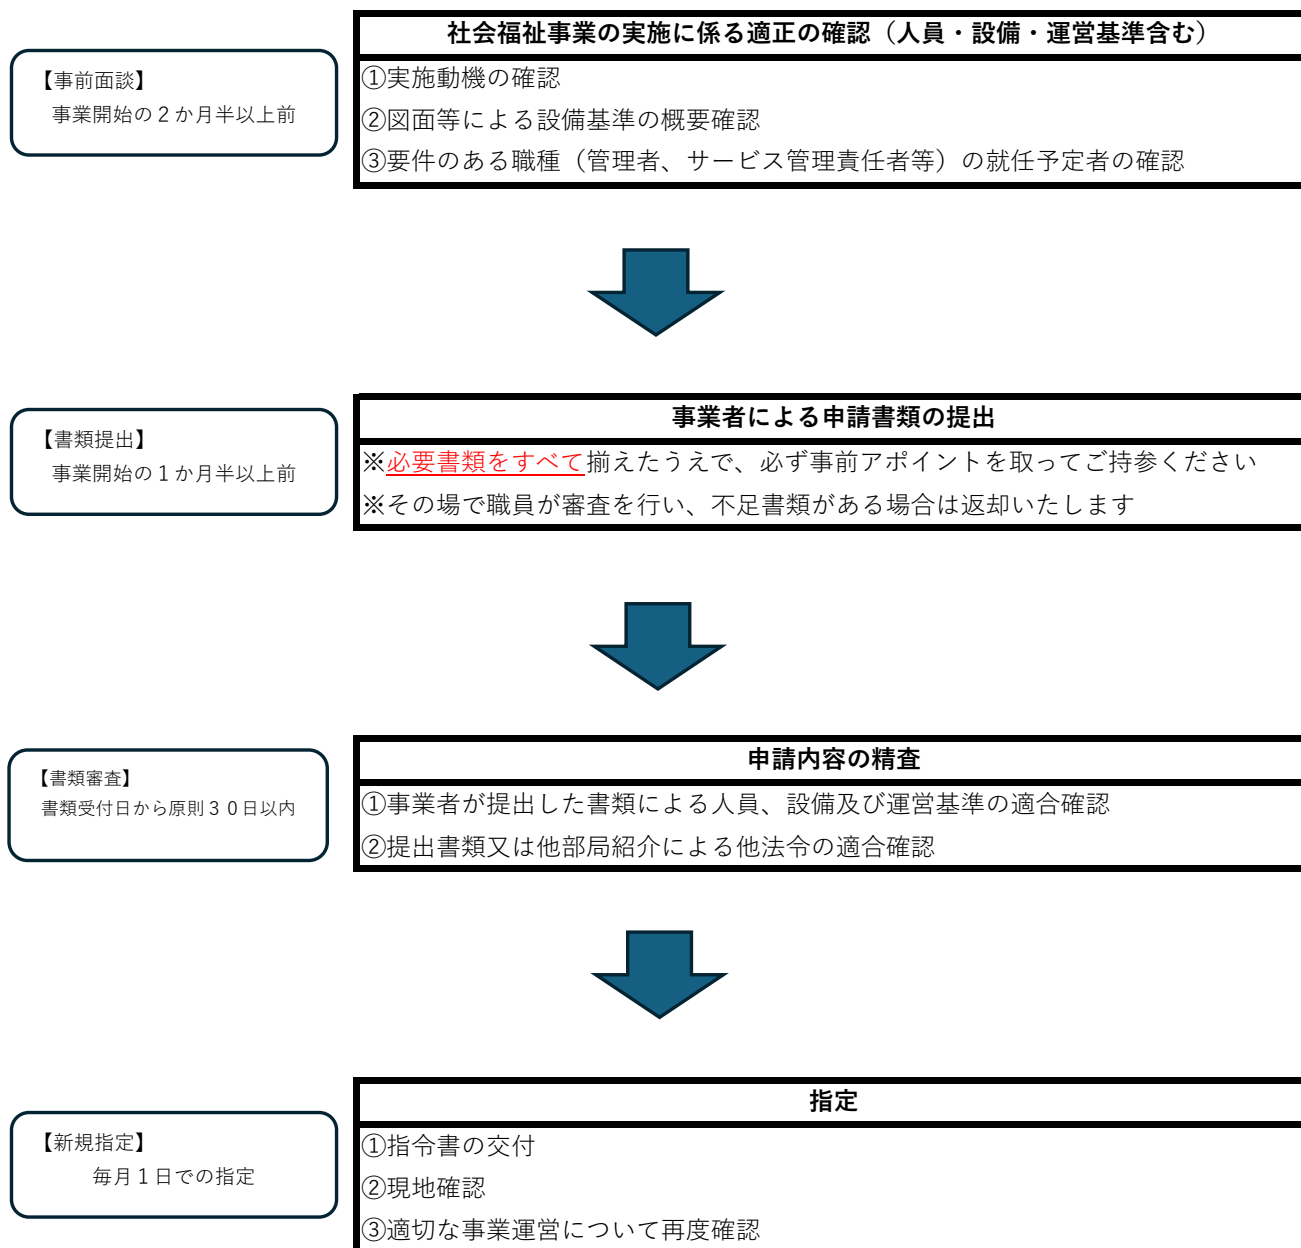 【事前面談】
事業開始の２か月半以上前
社会福祉事業の実施に係る適正の確認（人員・設備・運営基準含む）
①実施動機の確認
②図面等による設備基準の概要確認
③要件のある職種（管理者、サービス管理責任者等）の就任予定者の確認
【書類提出】
事業開始の１か月半以上前
事業者による申請書類の提出
※必要書類をすべて揃えたうえで、必ず事前アポイントを取ってご持参ください
※その場で職員が審査を行い、不足書類がある場合は返却いたします
【書類審査】
書類受付日から原則３０日以内
申請内容の精査
①事業者が提出した書類による人員、設備及び運営基準の適合確認
②提出書類又は他部局紹介による他法令の適合確認
【新規指定】
毎月１日での指定
指定
①指令書の交付
②現地確認
③適切な事業運営について再度確認